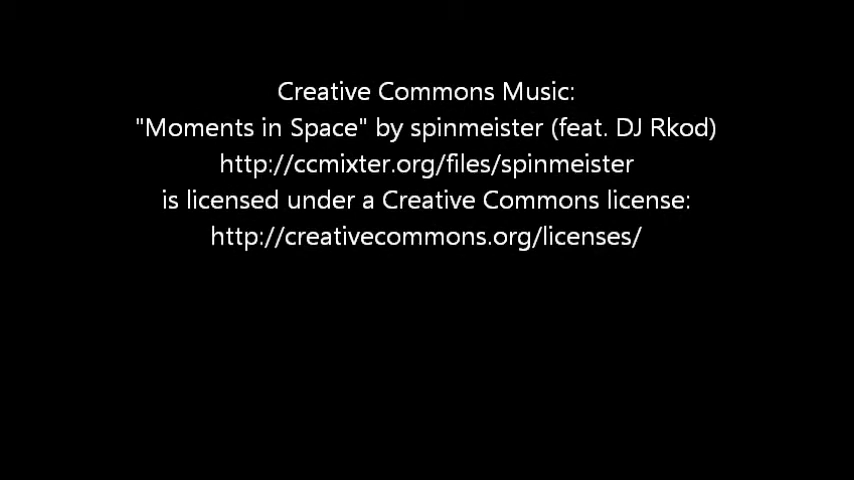 Creative Commons Music:
"Moments in Space" by spinmeister (feat. DJ Rkod)
http://ccmixter.org/files/spinmeister
is licensed under a Creative Commons license:
http://creativecommons.org/licenses/